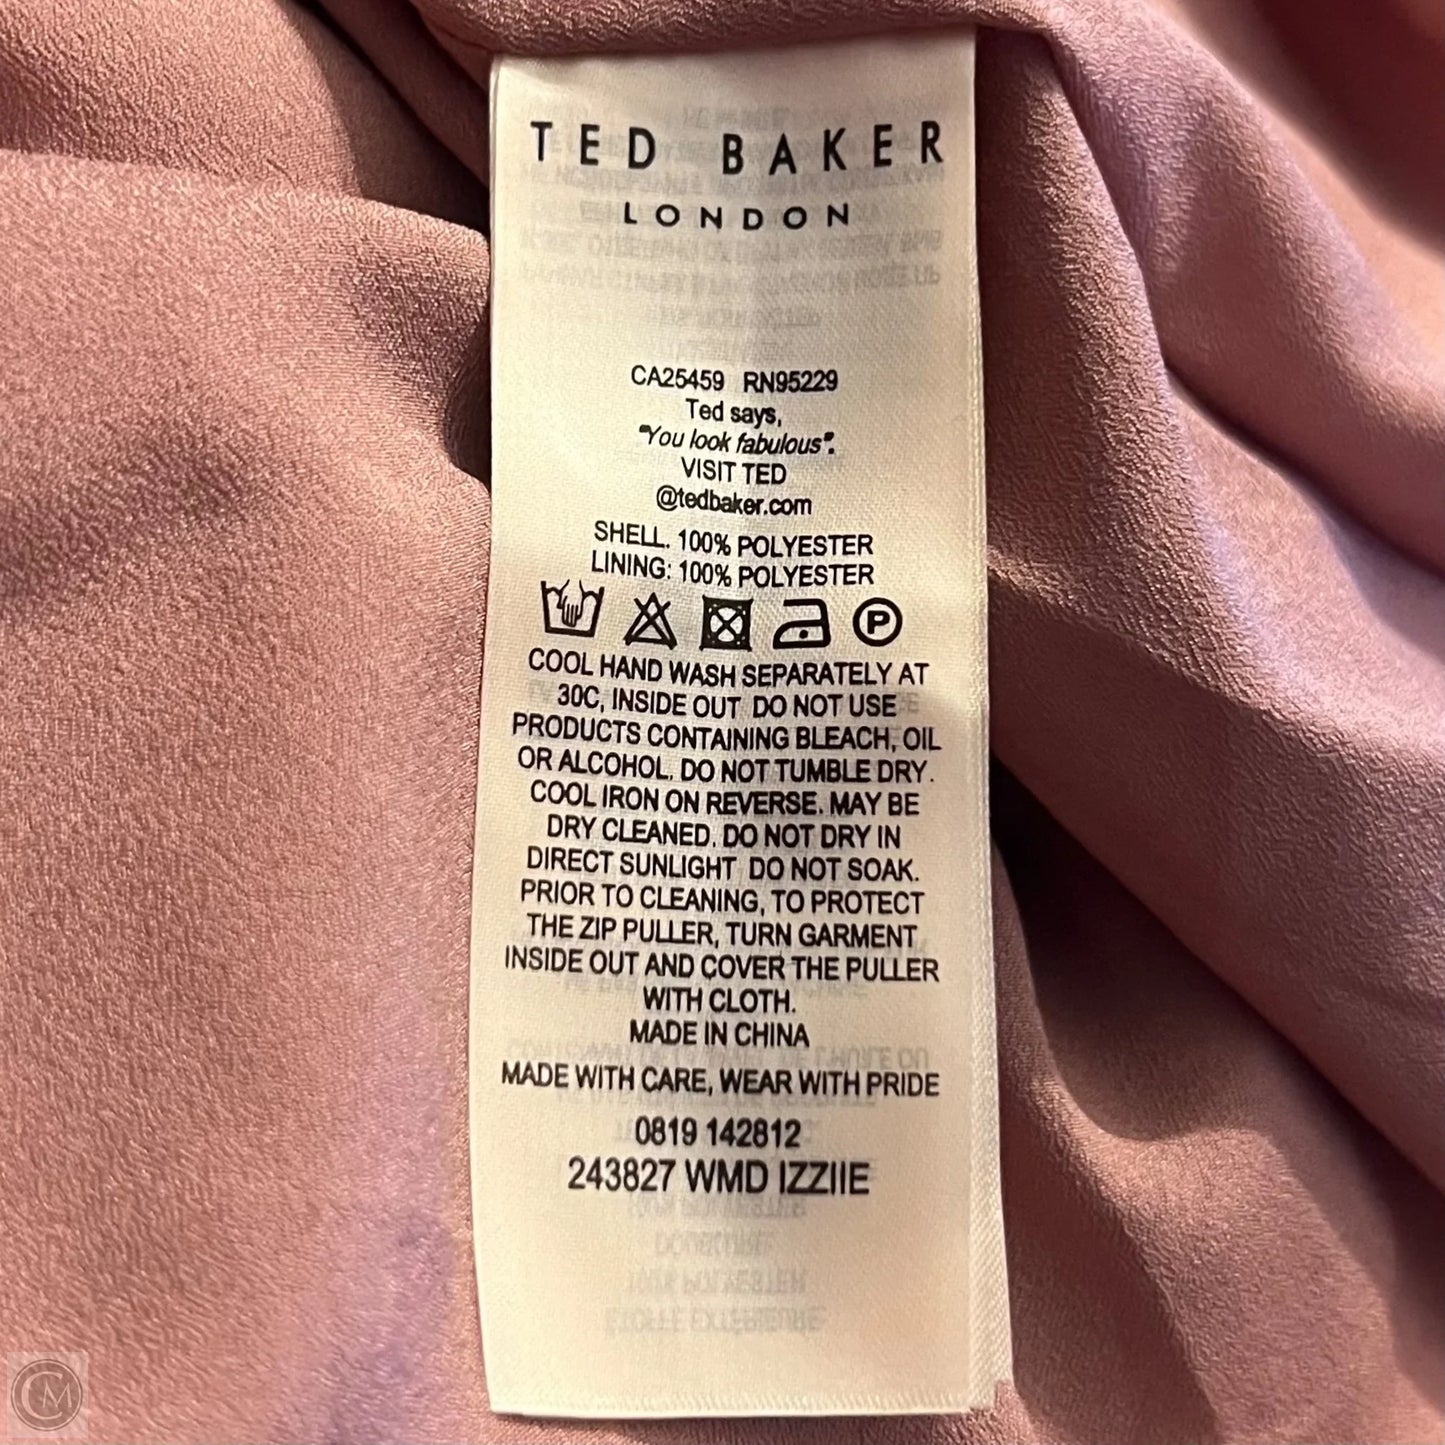 TED BAKER
LONDON
CA25459 RN95229
Ted says,
"You look fabulous".
VISIT TED
@tedbaker.com
SHELL. 100% POLYESTER
LINING: 100% POLYESTER
P
COOL HAND WASH SEPARATELY AT
30C, INSIDE OUT DO NOT USE
PRODUCTS CONTAINING BLEACH, OIL
OR ALCOHOL. DO NOT TUMBLE DRY.
COOL IRON ON REVERSE. MAY BE
DRY CLEANED. DO NOT DRY IN
DIRECT SUNLIGHT DO NOT SOAK.
PRIOR TO CLEANING, TO PROTECT
THE ZIP PULLER, TURN GARMENT
INSIDE OUT AND COVER THE PULLER
WITH CLOTH.
MADE IN CHINA
MADE WITH CARE, WEAR WITH PRIDE
0819 142812
243827 WMD IZZIIE
CM